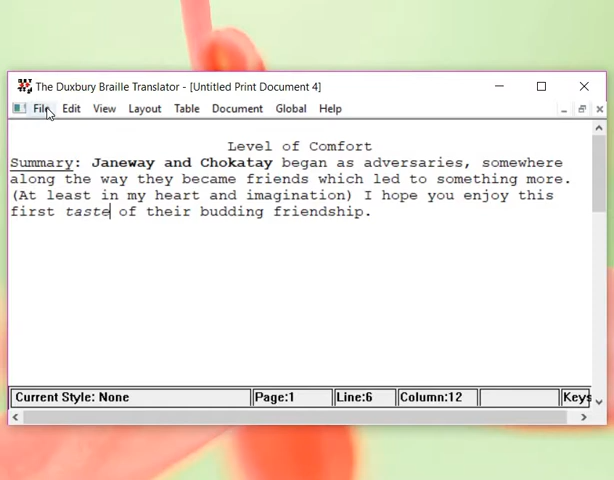 The Duxbury Braille Translator - [Untitled Print Document 4]
File Edit View Layout Table Document Global Help
Level of Comfort
Summary: Janeway and Chokatay began as adversaries, somewhere
along the way they became friends which led to something more.
(At least in my heart and imagination) I hope you enjoy this
first taste of their budding friendship.
Current Style: None Page:1 Line:6 Column:12 Keys